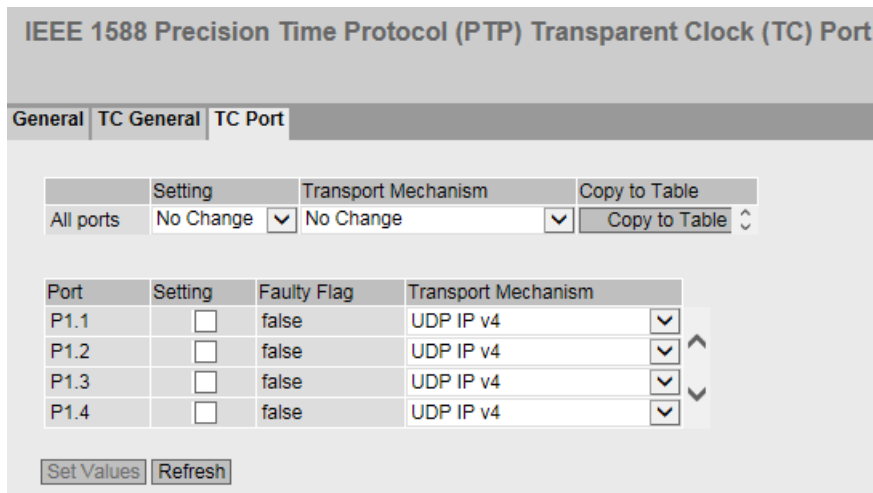 IEEE 1588 Precision Time Protocol (PTP) Transparent Clock (TC) Port
General TC General TC Port
Setting Transport Mechanism Copy to Table
All ports No Change No Change Copy to Table
Port Setting Faulty Flag Transport Mechanism
P1.1 false UDP IP v4
P1.2 false UDP IP v4
P1.3 false UDP IP v4
P1.4 false UDP IP v4
Set Values Refresh